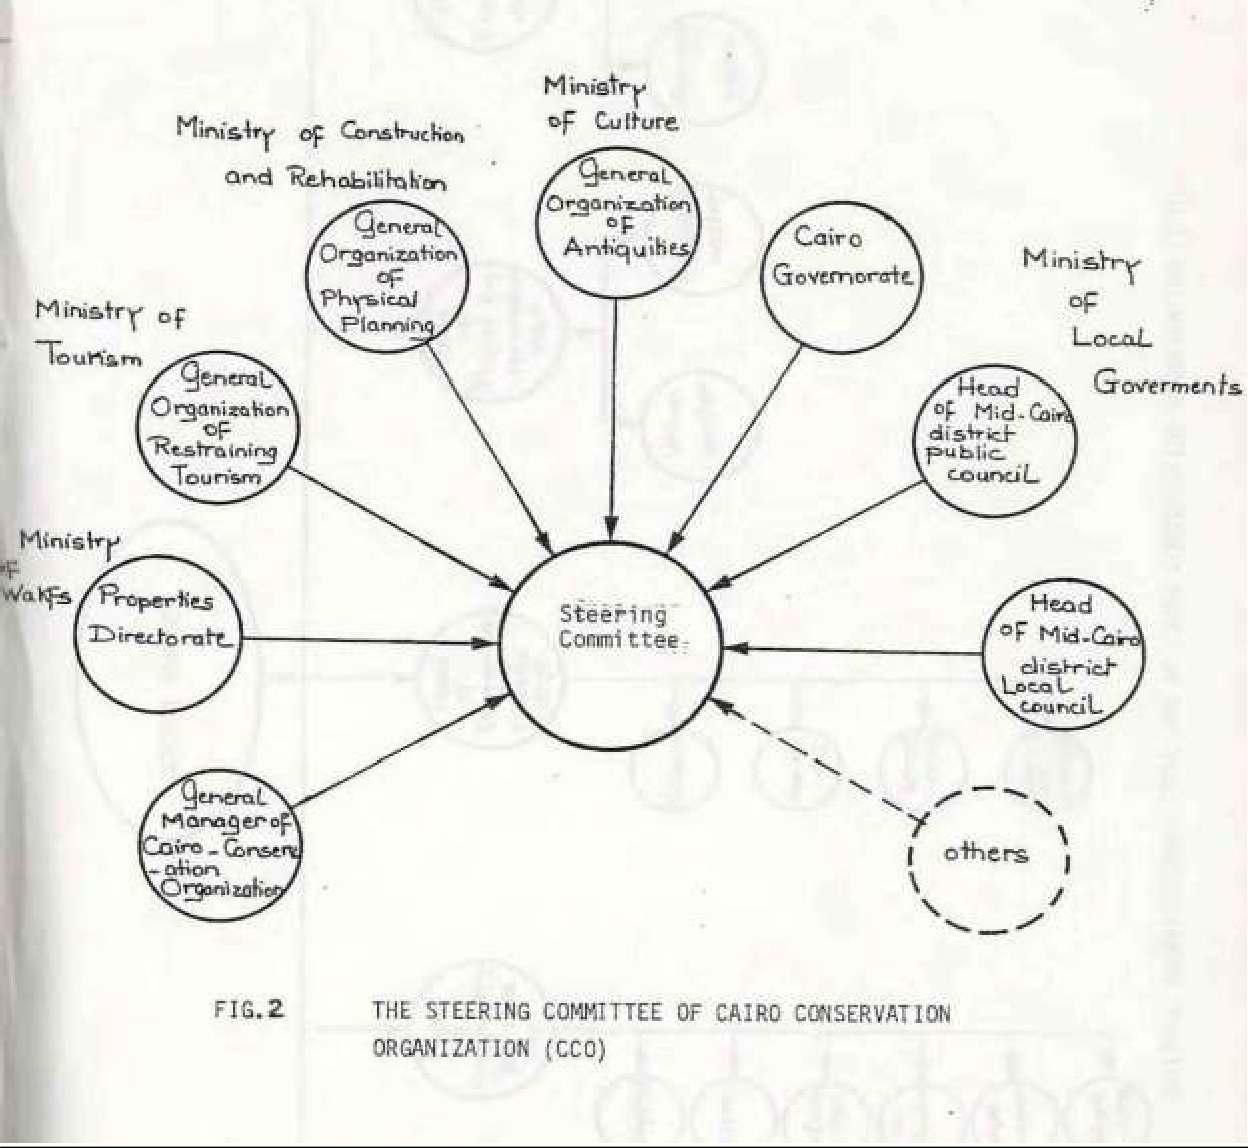 Ministry
of Culture
Ministry of Construction
and Rehabilitation
General
Organization
of
Antiquities
General
Organization
of
Physical
Planning
Cairo
Governorate
Ministry
of
Local
Goverments
Ministry of
Tourism
General
Organization
of
Restraining
Tourism
Head
of Mid-Cairo
district
public
council
Ministry
of
Wakfs
Properties
Directorate
Steering
Committee
Head
of Mid-Cairo
district
Local
council
General
Manager of
Cairo-Conserv
-ation
Organization
others
FIG.2 THE STEERING COMMITTEE OF CAIRO CONSERVATION
ORGANIZATION (CCO)